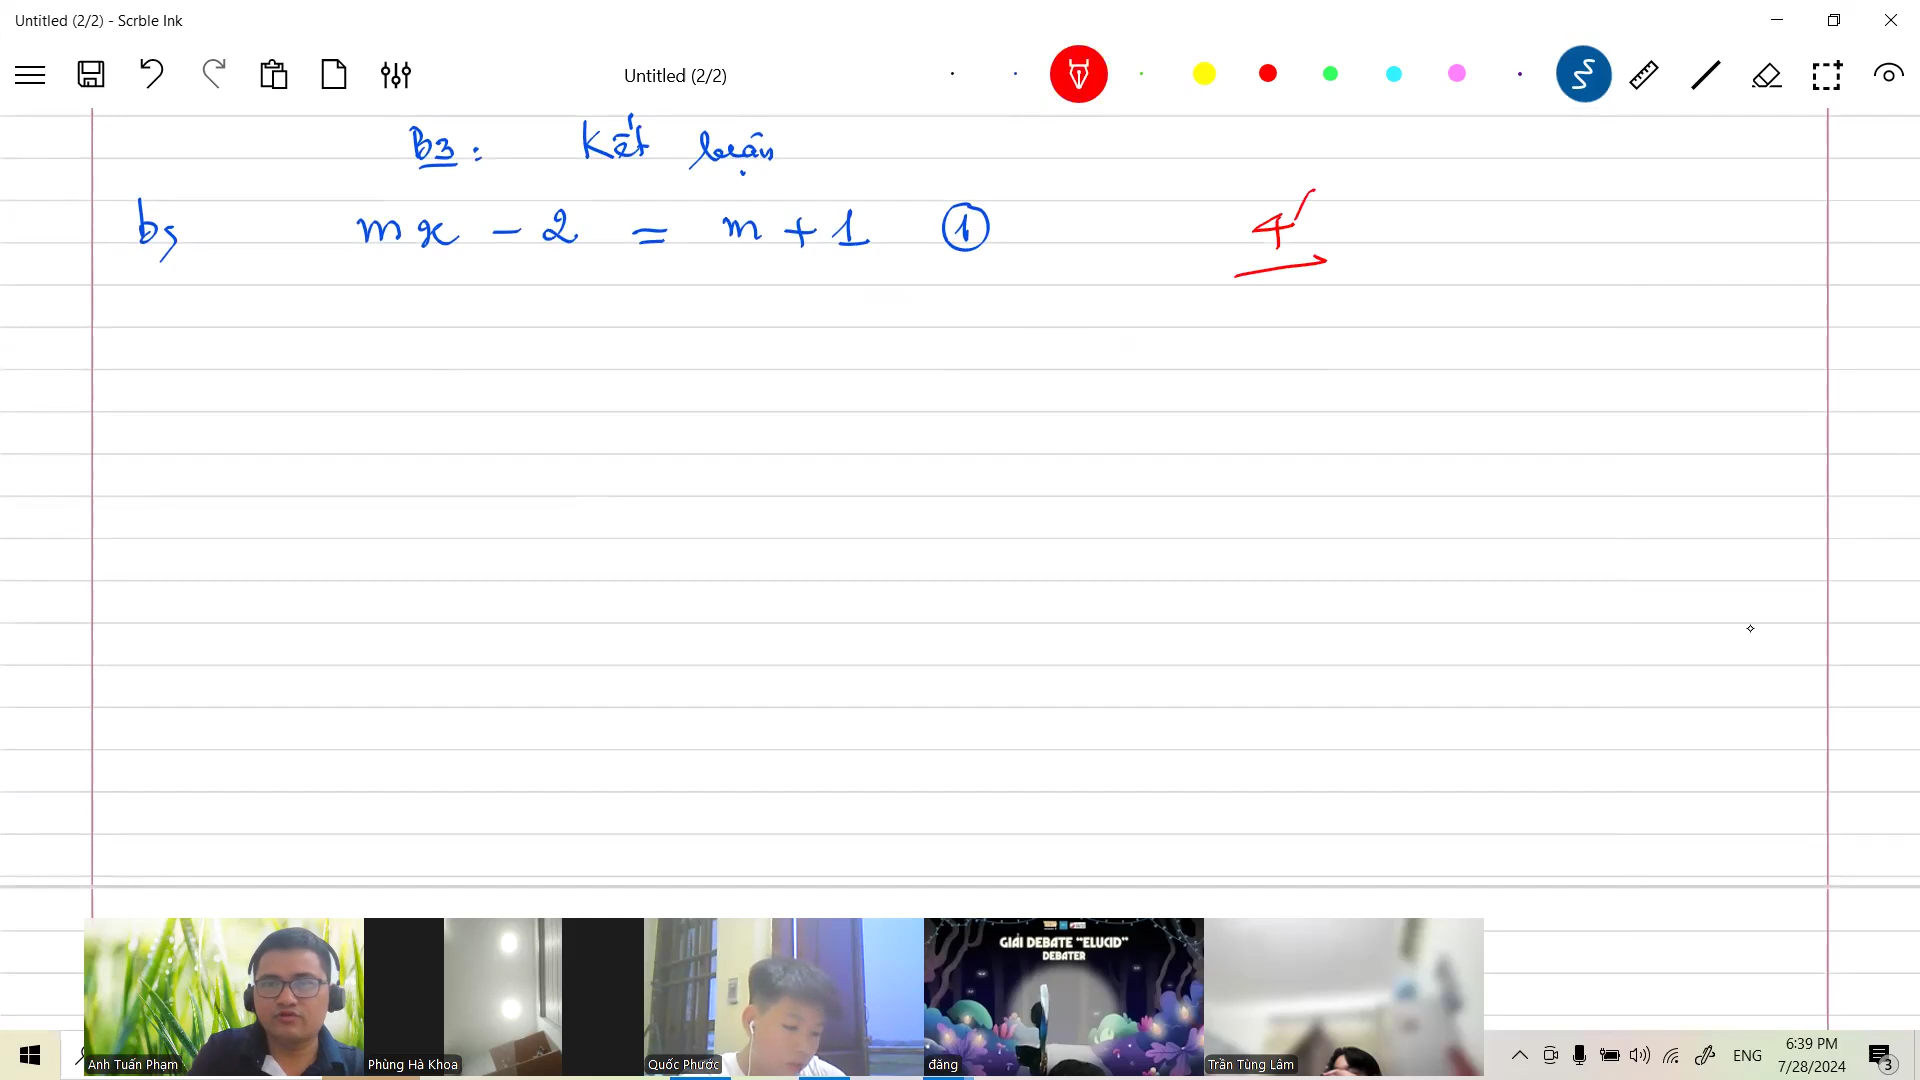 Untitled (2/2) - Scrble Ink
Untitled (2/2)
B3: Kết luận
b, mx - 2 = m + 1 ①
4'
GIẢI DEBATE "ELUCID"
DEBATER
Anh Tuấn Phạm
Phùng Hà Khoa
Quốc Phước
đăng
Trần Tùng Lâm
ENG
6:39 PM
7/28/2024
3